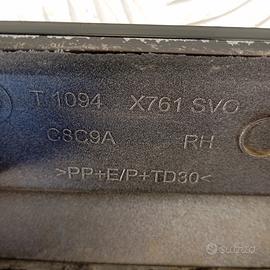 T.1094 X761 SVO
C8C9A RH
>PP+E/P+TD30<
subito